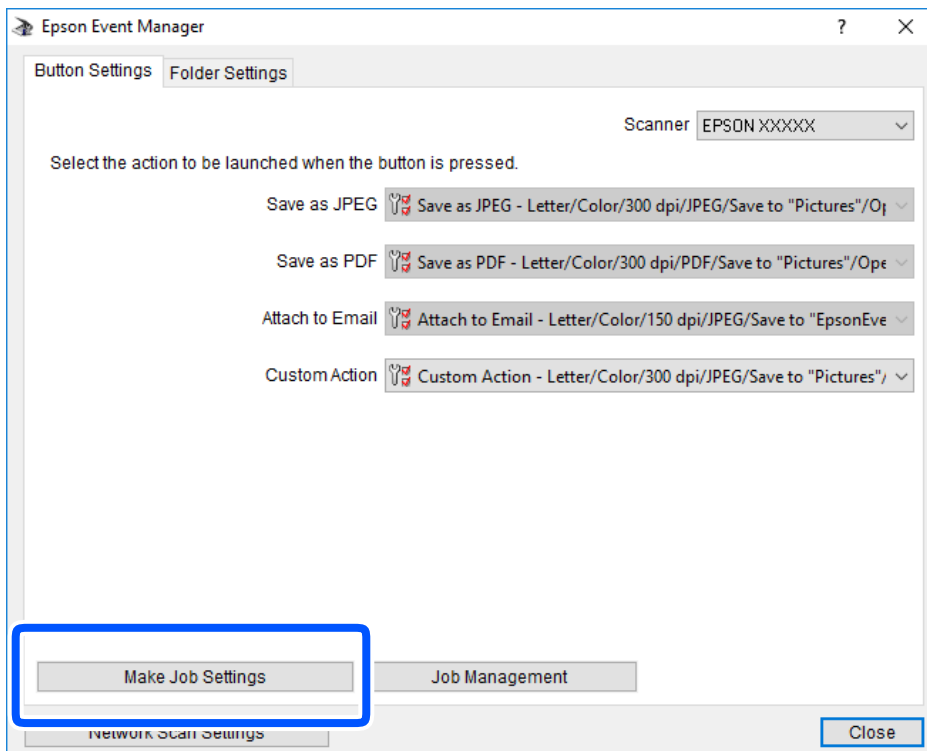 Epson Event Manager
?
Button Settings
Folder Settings
Scanner EPSON XXXXX
Select the action to be launched when the button is pressed.
Save as JPEG Save as JPEG - Letter/Color/300 dpi/JPEG/Save to "Pictures"/Op
Save as PDF Save as PDF - Letter/Color/300 dpi/PDF/Save to "Pictures"/Ope
Attach to Email Attach to Email - Letter/Color/150 dpi/JPEG/Save to "EpsonEve
Custom Action Custom Action - Letter/Color/300 dpi/JPEG/Save to "Pictures"/
Make Job Settings
Job Management
Network Scan Settings
Close